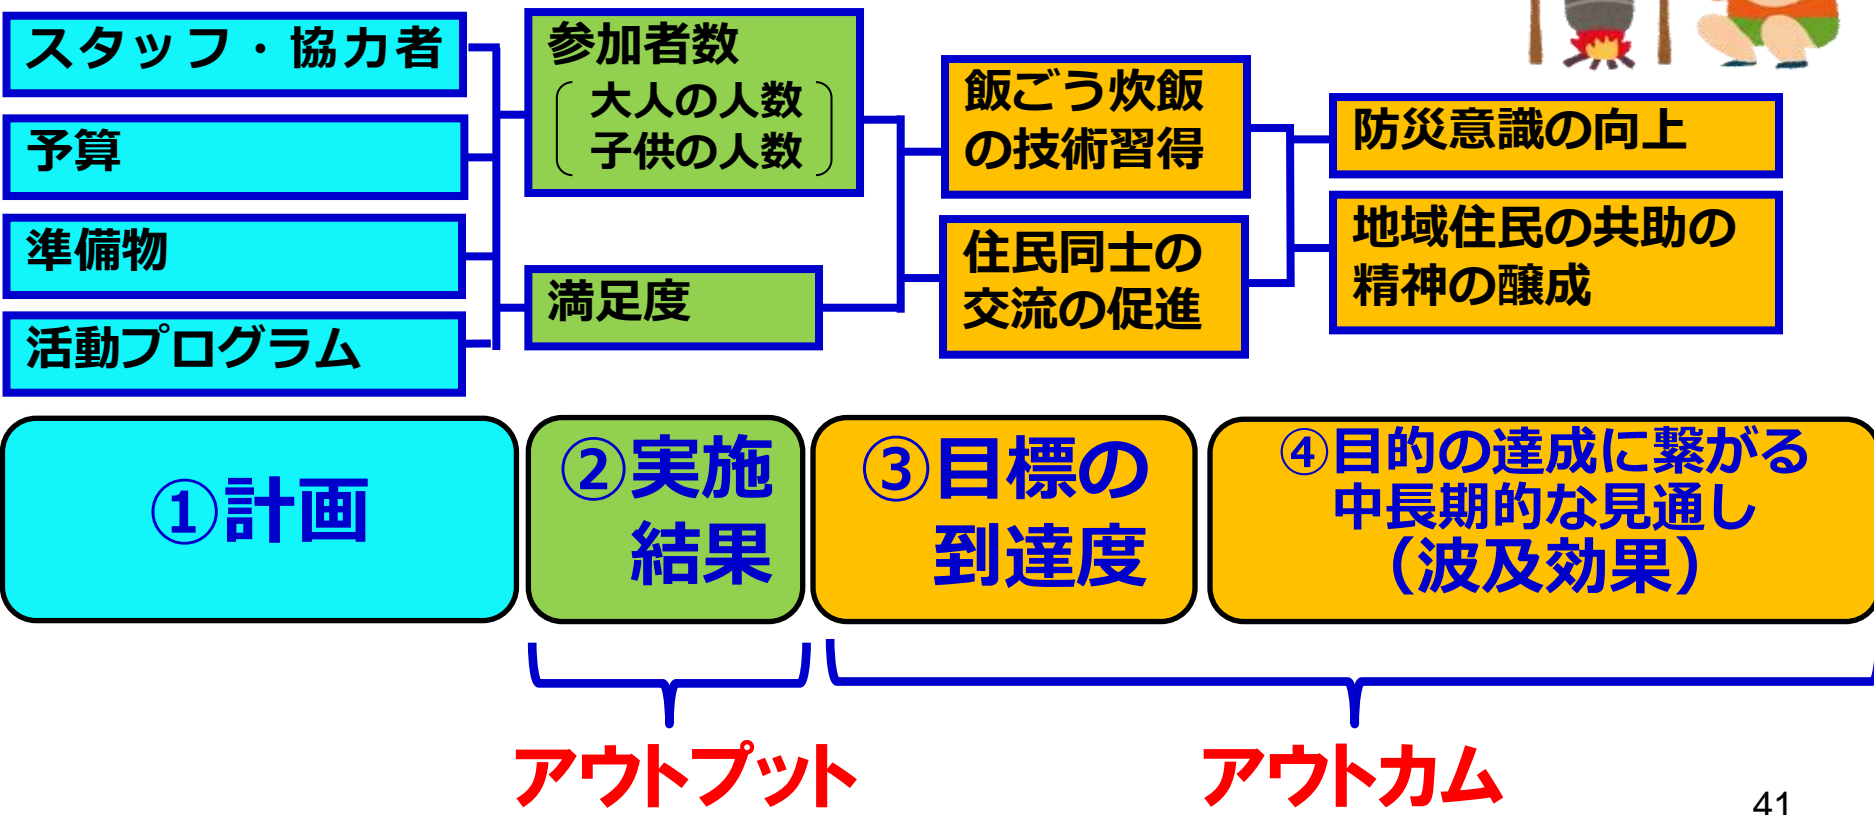 スタッフ・協力者
予算
準備物
活動プログラム
参加者数
大人の人数
子供の人数
満足度
飯ごう炊飯
の技術習得
住民同士の
交流の促進
防災意識の向上
地域住民の共助の
精神の醸成
①計画
②実施
結果
③目標の
到達度
④目的の達成に繋がる
中長期的な見通し
（波及効果）
アウトプット
アウトカム
41